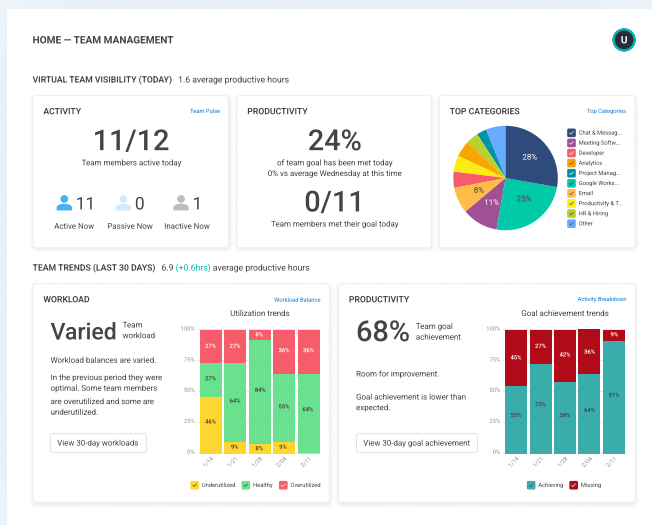 HOME — TEAM MANAGEMENT
U
VIRTUAL TEAM VISIBILITY (TODAY) 1.6 average productive hours
ACTIVITY
Team Pulse
11/12
Team members active today
11
0
1
Active Now
Passive Now
Inactive Now
PRODUCTIVITY
24%
of team goal has been met today
0% vs average Wednesday at this time
0/11
Team members met their goal today
TOP CATEGORIES
Top Categories
28%
25%
11%
8%
Chat & Messag...
Meeting Softw...
Developer
Analytics
Project Manag...
Google Works...
Email
Productivity & T...
HR & Hiring
Other
TEAM TRENDS (LAST 30 DAYS) 6.9 (+0.6hrs) average productive hours
WORKLOAD
Workload Balance
Varied
Team
workload
Workload balances are varied.
In the previous period they were
optimal. Some team members
are overutilized and some are
underutilized.
View 30-day workloads
Utilization trends
100%
75%
50%
25%
0%
27%
27%
46%
27%
64%
9%
8%
84%
8%
36%
55%
9%
36%
64%
1/14
1/21
1/28
2/04
2/11
Underutilized
Healthy
Overutilized
PRODUCTIVITY
Activity Breakdown
68%
Team goal
achievement
Room for improvement.
Goal achievement is lower than
expected.
View 30-day goal achievement
Goal achievement trends
100%
75%
50%
25%
0%
45%
55%
27%
73%
42%
58%
36%
64%
9%
91%
1/14
1/21
1/28
2/04
2/11
Achieving
Missing